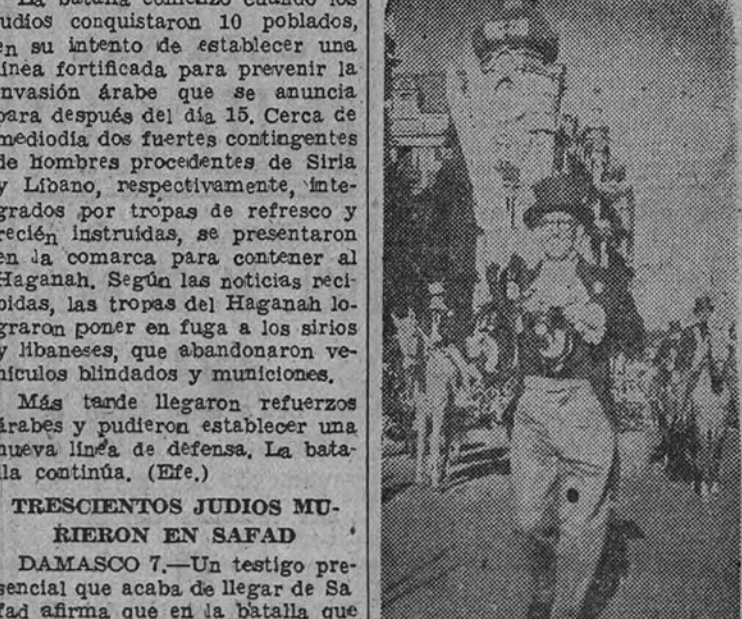 La batalla comenzó cuando los
judíos conquistaron 10 poblados,
en su intento de establecer una
línea fortificada para prevenir la
invasión árabe que se anuncia
para después del día 15. Cerca de
mediodía dos fuertes contingentes
de hombres procedentes de Siria
y Líbano, respectivamente, inte-
grados por tropas de refresco y
recién instruidas, se presentaron
en la comarca para contener al
Haganah. Según las noticias reci-
bidas, las tropas del Haganah lo-
graron poner en fuga a los sirios
y libaneses, que abandonaron ve-
hículos blindados y municiones.
Más tarde llegaron refuerzos
árabes y pudieron establecer una
nueva línea de defensa. La bata-
lla continúa. (Efe.)
TRESCIENTOS JUDIOS MU-
RIERON EN SAFAD
DAMASCO 7.—Un testigo pre-
sencial que acaba de llegar de Sa
fad afirma que en la batalla que